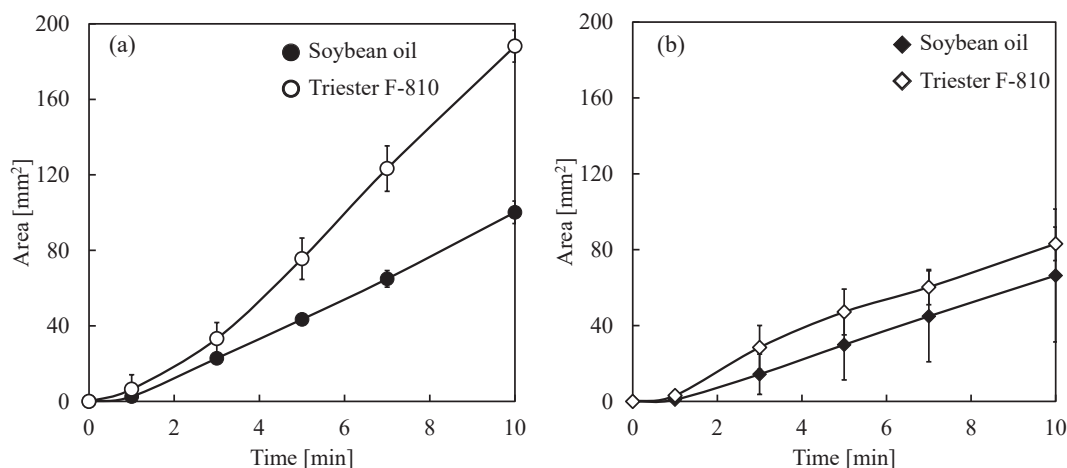 (a)
Soybean oil
Triester F-810
200
160
120
80
40
0
Area [mm²]
0 2 4 6 8 10
Time [min]
(b)
Soybean oil
Triester F-810
200
160
120
80
40
0
Area [mm²]
0 2 4 6 8 10
Time [min]